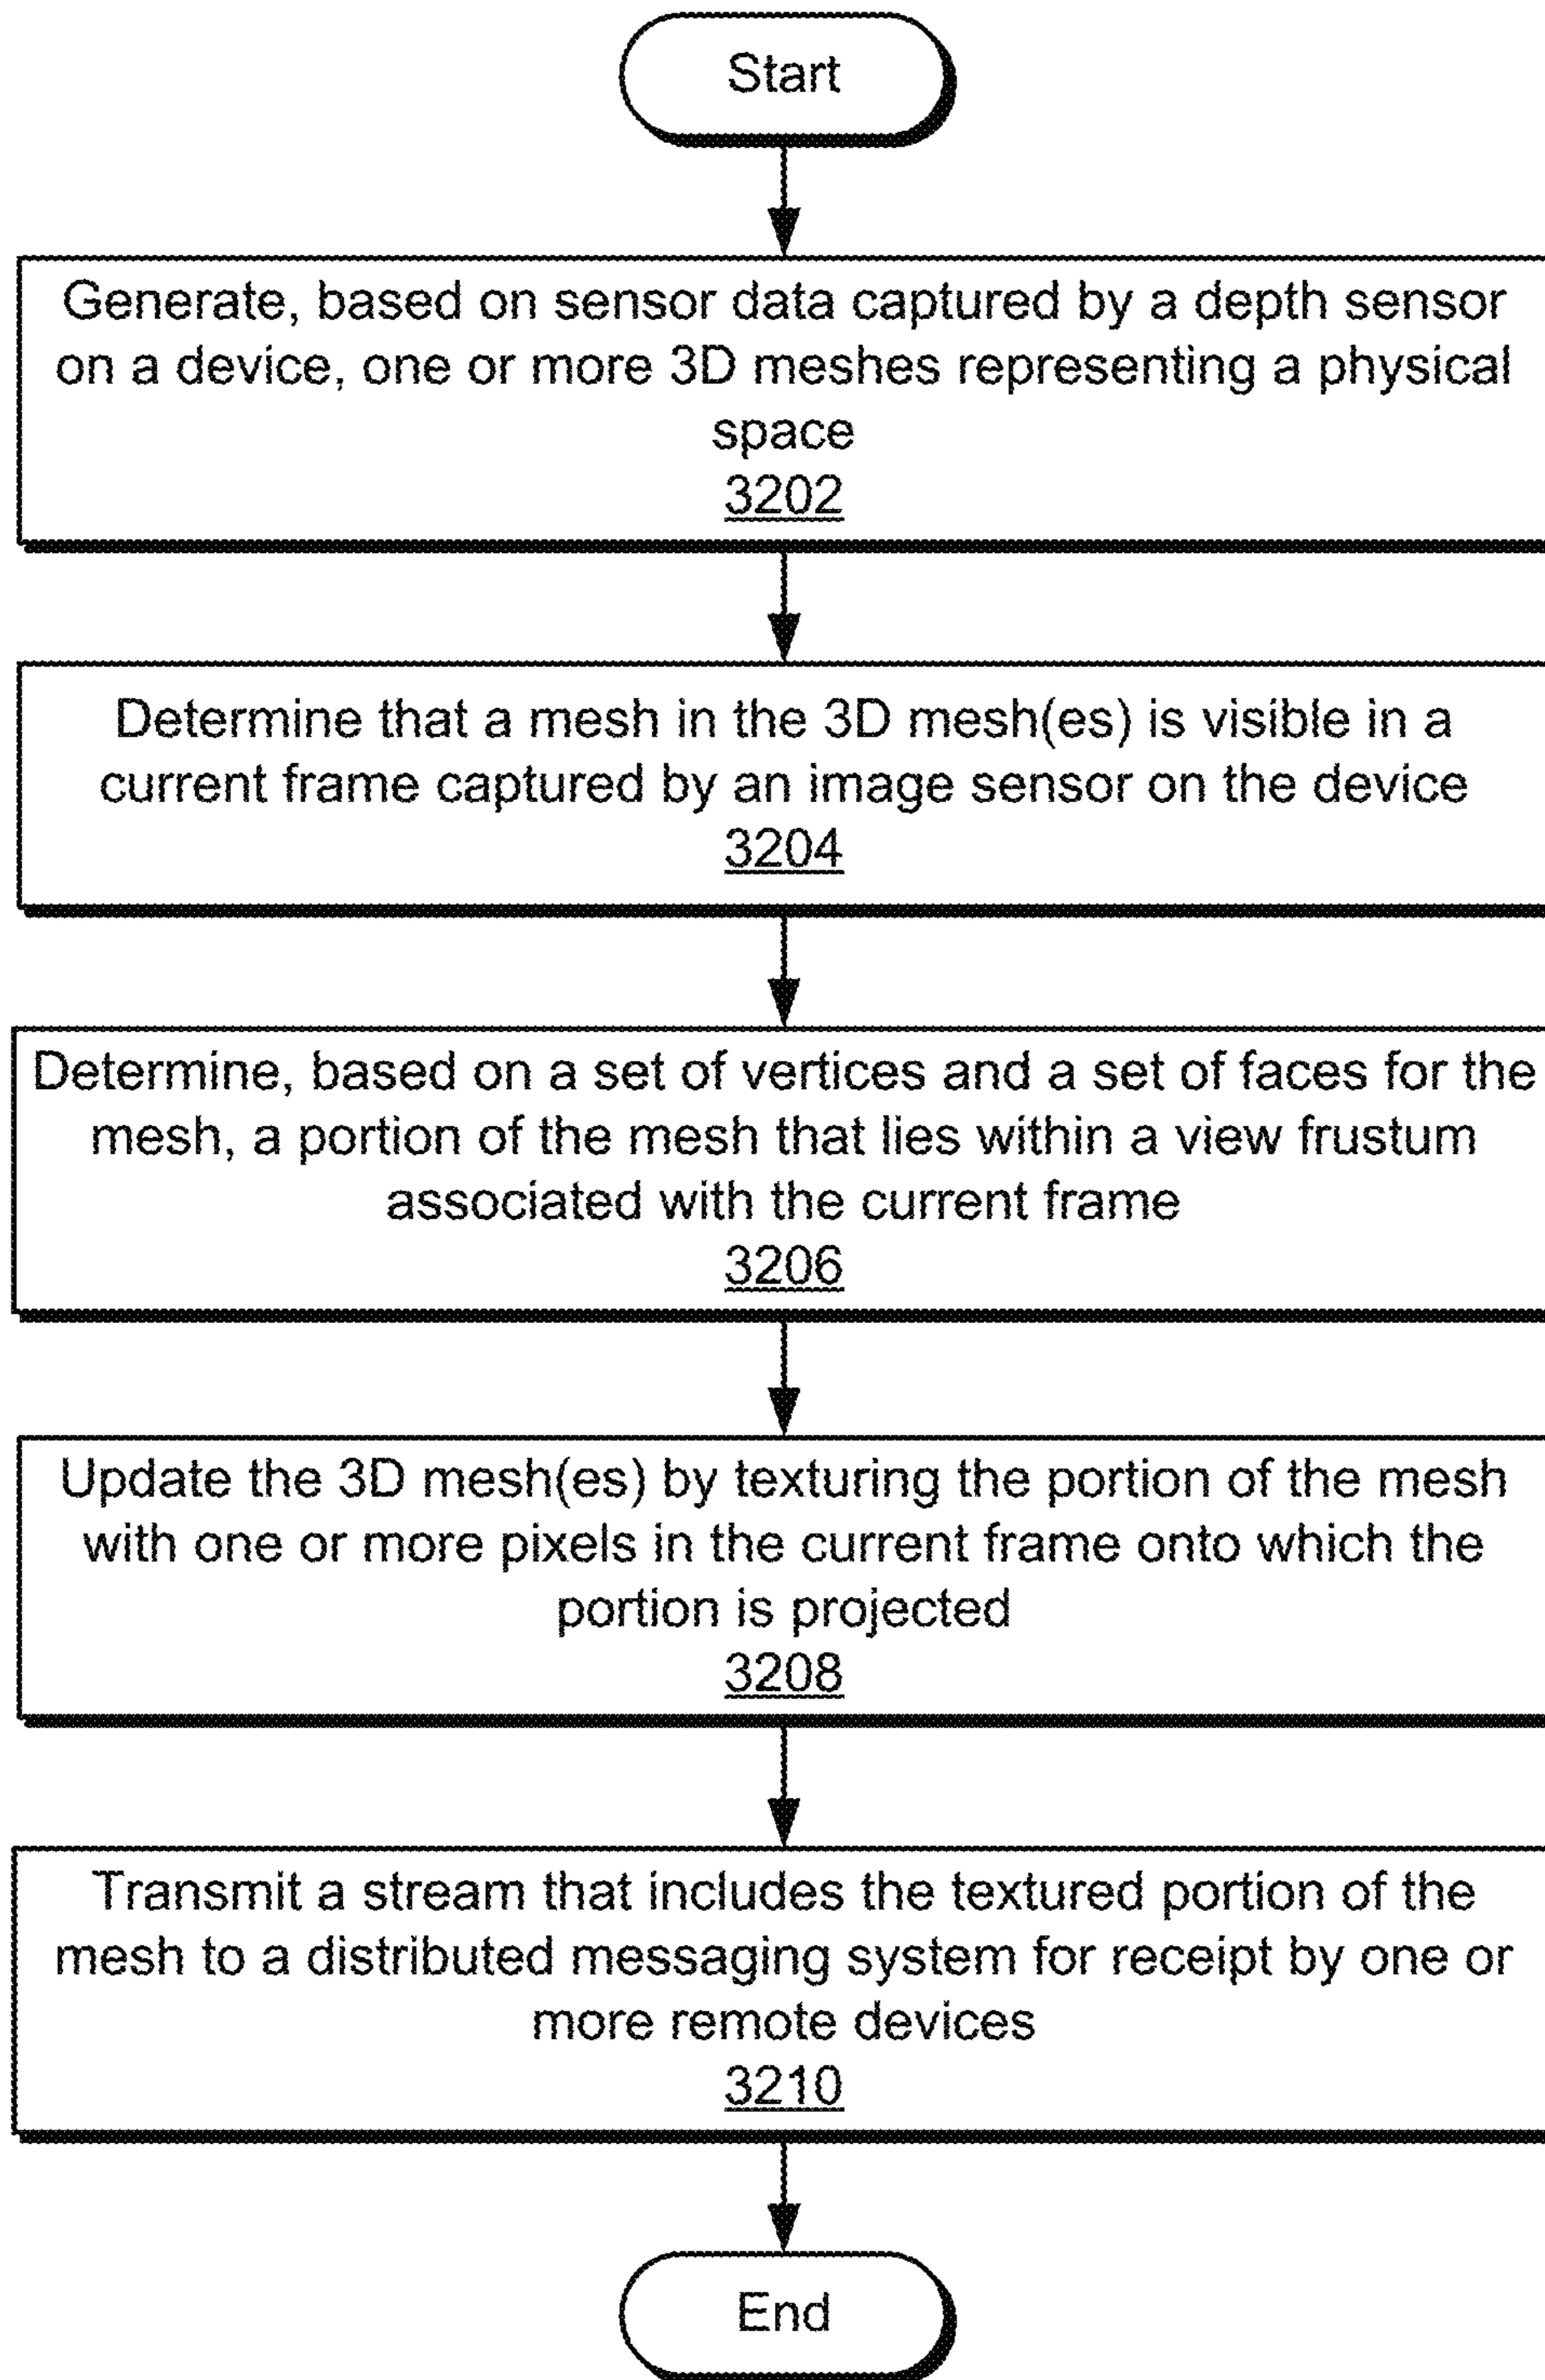 Start
Generate, based on sensor data captured by a depth sensor
on a device, one or more 3D meshes representing a physical
space
3202
Determine that a mesh in the 3D mesh(es) is visible in a
current frame captured by an image sensor on the device
3204
Determine, based on a set of vertices and a set of faces for the
mesh, a portion of the mesh that lies within a view frustum
associated with the current frame
3206
Update the 3D mesh(es) by texturing the portion of the mesh
with one or more pixels in the current frame onto which the
portion is projected
3208
Transmit a stream that includes the textured portion of the
mesh to a distributed messaging system for receipt by one or
more remote devices
3210
End